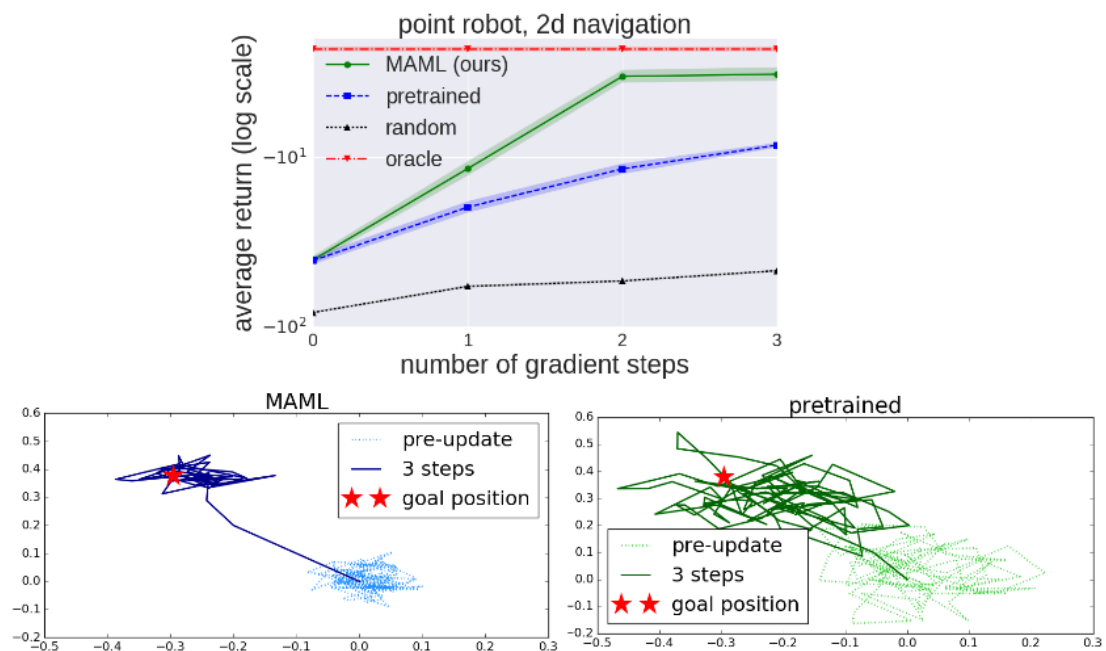 point robot, 2d navigation
average return (log scale)
MAML (ours)
pretrained
random
oracle
−10¹
−10²
0 1 2 3
number of gradient steps
MAML
0.6
0.5
0.4
0.3
0.2
0.1
0.0
−0.1
−0.2
−0.5 −0.4 −0.3 −0.2 −0.1 0.0 0.1 0.2 0.3
pre-update
3 steps
goal position
pretrained
0.6
0.5
0.4
0.3
0.2
0.1
0.0
−0.1
−0.2
−0.5 −0.4 −0.3 −0.2 −0.1 0.0 0.1 0.2 0.3
pre-update
3 steps
goal position